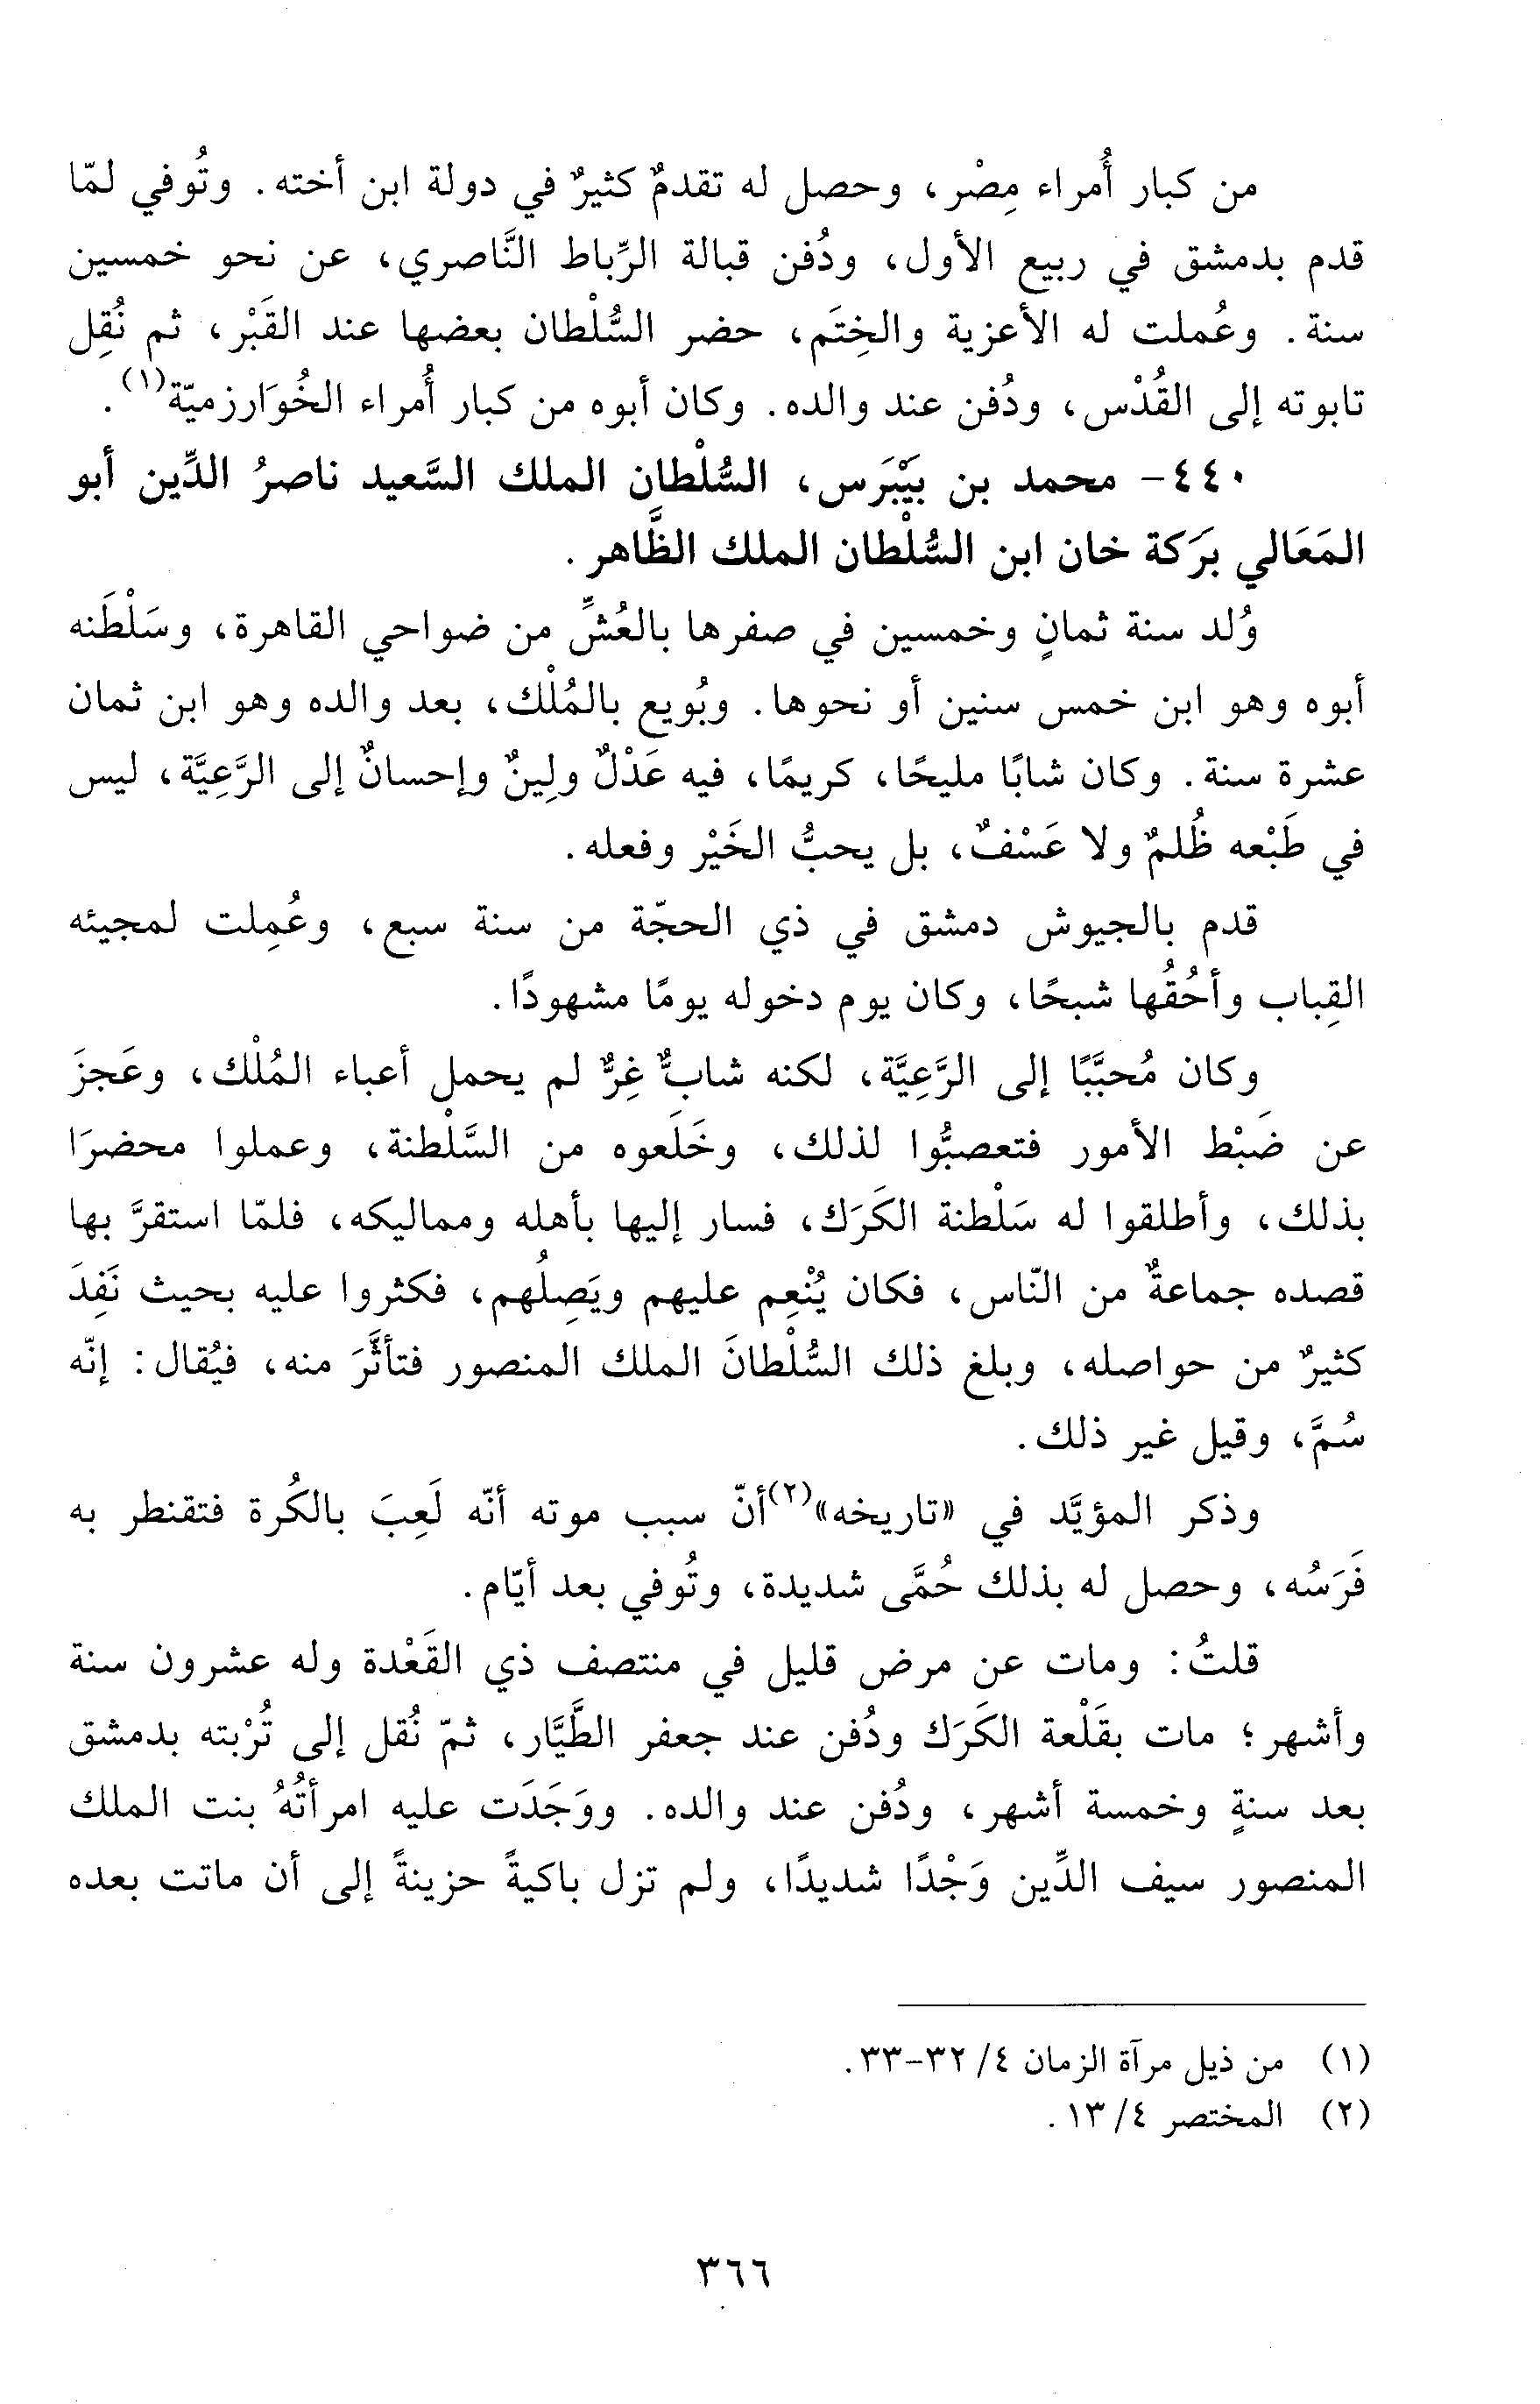 من كبار أُمراء مِصْر، وحصل له تقدمٌ كثيرٌ في دولة ابن أخته. وتُوفي لمّا
قدم بدمشق في ربيع الأول، ودُفن قبالة الرِّباط النَّاصري، عن نحو خمسين
سنة. وعُملت له الأعزية والخِتَم، حضر السُّلْطان بعضها عند القَبْر، ثم نُقِل
تابوته إلى القُدْس، ودُفن عند والده. وكان أبوه من كبار أُمراء الخُوَارزميّة(١).
٤٤٠- محمد بن بَيْبَرس، السُّلْطان الملك السَّعيد ناصرُ الدِّين أبو
المَعَالي بَرَكة خان ابن السُّلْطان الملك الظَّاهر.
وُلد سنة ثمانٍ وخمسين في صفرها بالعُشِّ من ضواحي القاهرة، وسَلْطَنه
أبوه وهو ابن خمس سنين أو نحوها. وبُويع بالمُلْك، بعد والده وهو ابن ثمان
عشرة سنة. وكان شابًا مليحًا، كريمًا، فيه عَدْلٌ ولِينٌ وإحسانٌ إلى الرَّعِيَّة، ليس
في طَبْعه ظُلمٌ ولا عَسْفٌ، بل يحبُّ الخَيْر وفعله.
قدم بالجيوش دمشق في ذي الحجّة من سنة سبع، وعُمِلت لمجيئه
القِباب وأحُقُها شبحًا، وكان يوم دخوله يومًا مشهودًا.
وكان مُحبَّبًا إلى الرَّعِيَّة، لكنه شابٌّ غِرٌّ لم يحمل أعباء المُلْك، وعَجزَ
عن ضَبْط الأمور فتعصبُّوا لذلك، وخَلَعوه من السَّلْطنة، وعملوا محضرَا
بذلك، وأطلقوا له سَلْطنة الكَرَك، فسار إليها بأهله ومماليكه، فلمّا استقرَّ بها
قصده جماعةٌ من النّاس، فكان يُنْعِم عليهم ويَصِلُهم، فكثروا عليه بحيث نَفِدَ
كثيرٌ من حواصله، وبلغ ذلك السُّلْطانَ الملك المنصور فتأثَّرَ منه، فيُقال: إنّه
سُمَّ، وقيل غير ذلك.
وذكر المؤيَّد في «تاريخه»(٢) أنّ سبب موته أنّه لَعِبَ بالكُرة فتقنطر به
فَرَسُه، وحصل له بذلك حُمَّى شديدة، وتُوفي بعد أيّام.
قلتُ: ومات عن مرض قليل في منتصف ذي القَعْدة وله عشرون سنة
وأشهر؛ مات بقَلْعة الكَرَك ودُفن عند جعفر الطَّيَّار، ثمّ نُقل إلى تُرْبته بدمشق
بعد سنةٍ وخمسة أشهر، ودُفن عند والده. ووَجَدَت عليه امرأتُهُ بنت الملك
المنصور سيف الدِّين وَجْدًا شديدًا، ولم تزل باكيةً حزينةً إلى أن ماتت بعده
(١) من ذيل مرآة الزمان ٤/ ٣٢-٣٣.
(٢) المختصر ٤/ ١٣.
٣٦٦